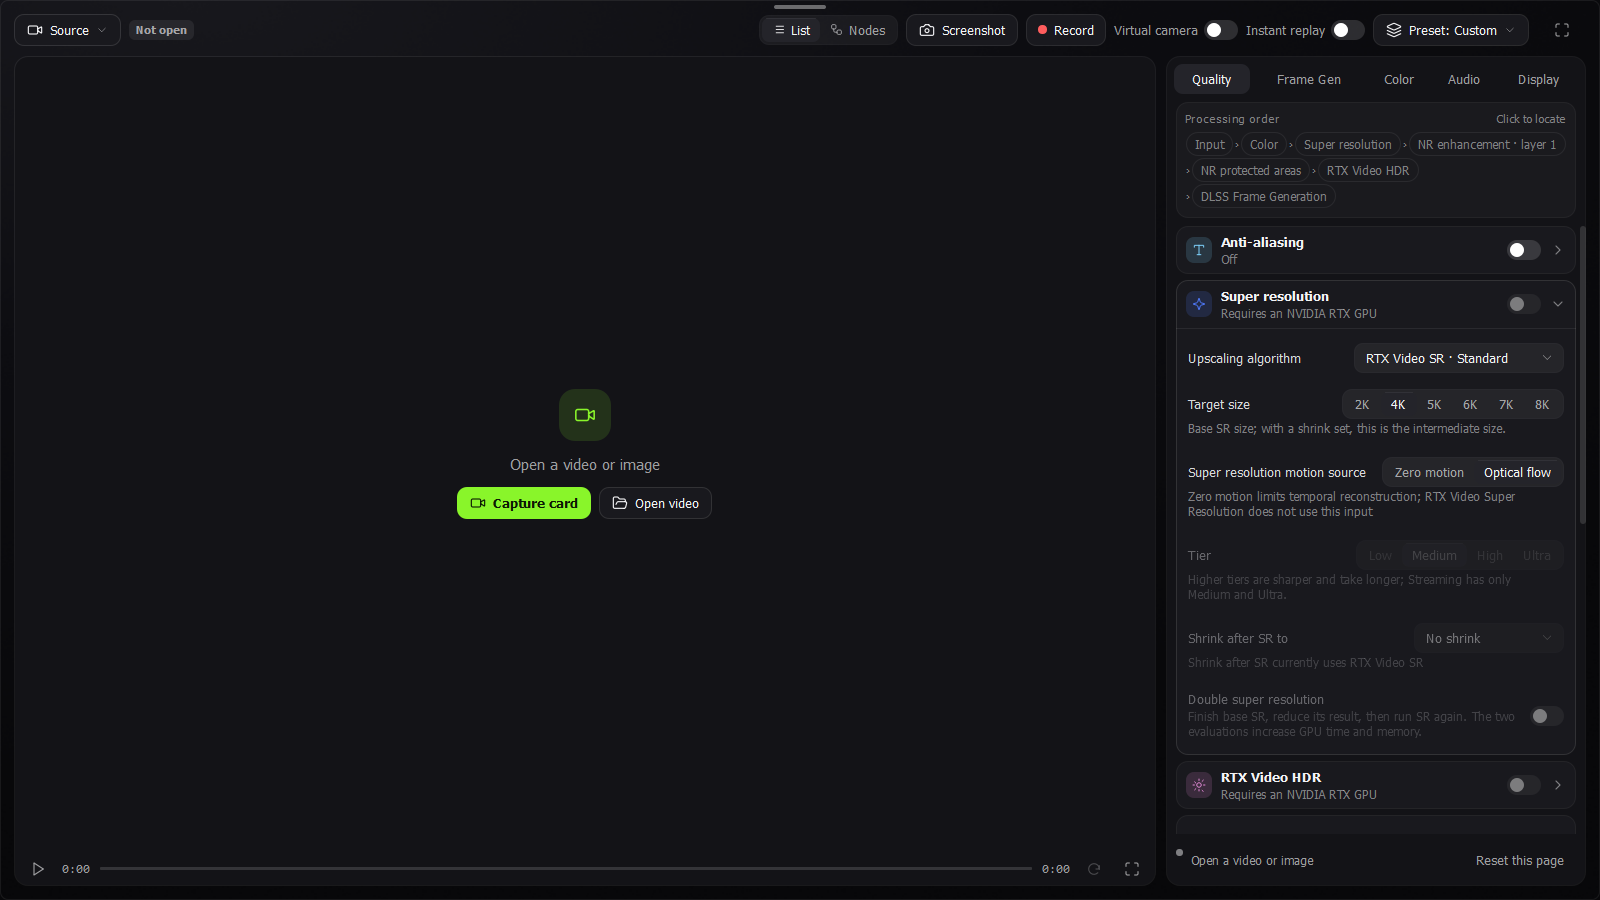 Source
Not open
List
Nodes
Screenshot
Record
Virtual camera
Instant replay
Preset: Custom
Quality
Frame Gen
Color
Audio
Display
Processing order
Click to locate
Input › Color › Super resolution › NR enhancement · layer 1
› NR protected areas › RTX Video HDR
› DLSS Frame Generation
Anti-aliasing
Off
Super resolution
Requires an NVIDIA RTX GPU
Upscaling algorithm
RTX Video SR · Standard
Target size
2K 4K 5K 6K 7K 8K
Base SR size; with a shrink set, this is the intermediate size.
Super resolution motion source
Zero motion
Optical flow
Zero motion limits temporal reconstruction; RTX Video Super
Resolution does not use this input
Tier
Low Medium High Ultra
Higher tiers are sharper and take longer; Streaming has only
Medium and Ultra.
Shrink after SR to
No shrink
Shrink after SR currently uses RTX Video SR
Double super resolution
Finish base SR, reduce its result, then run SR again. The two
evaluations increase GPU time and memory.
RTX Video HDR
Requires an NVIDIA RTX GPU
Open a video or image
Reset this page
Open a video or image
Capture card
Open video
0:00
0:00